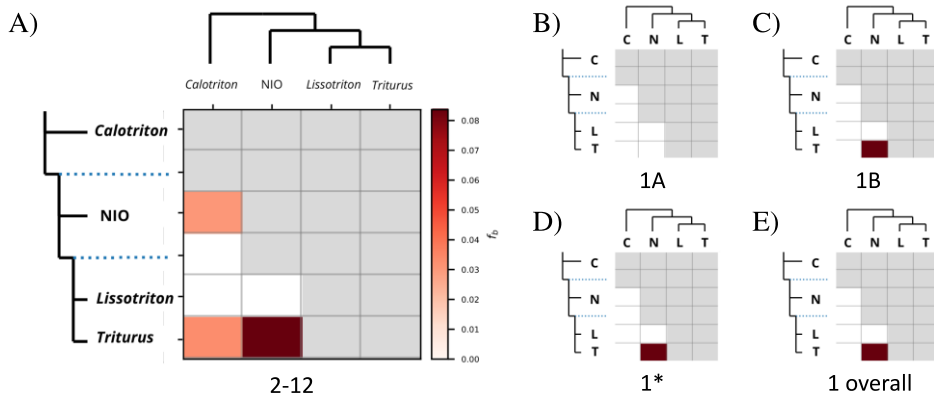 A)
Calotriton
NIO
Lissotriton
Triturus
Calotriton
NIO
Lissotriton
Triturus
0.08
0.07
0.06
0.05
0.04
0.03
0.02
0.01
0.00
f_b
2-12
B)
C N L T
C
N
L
T
1A
C)
C N L T
C
N
L
T
1B
D)
C N L T
C
N
L
T
1*
E)
C N L T
C
N
L
T
1 overall